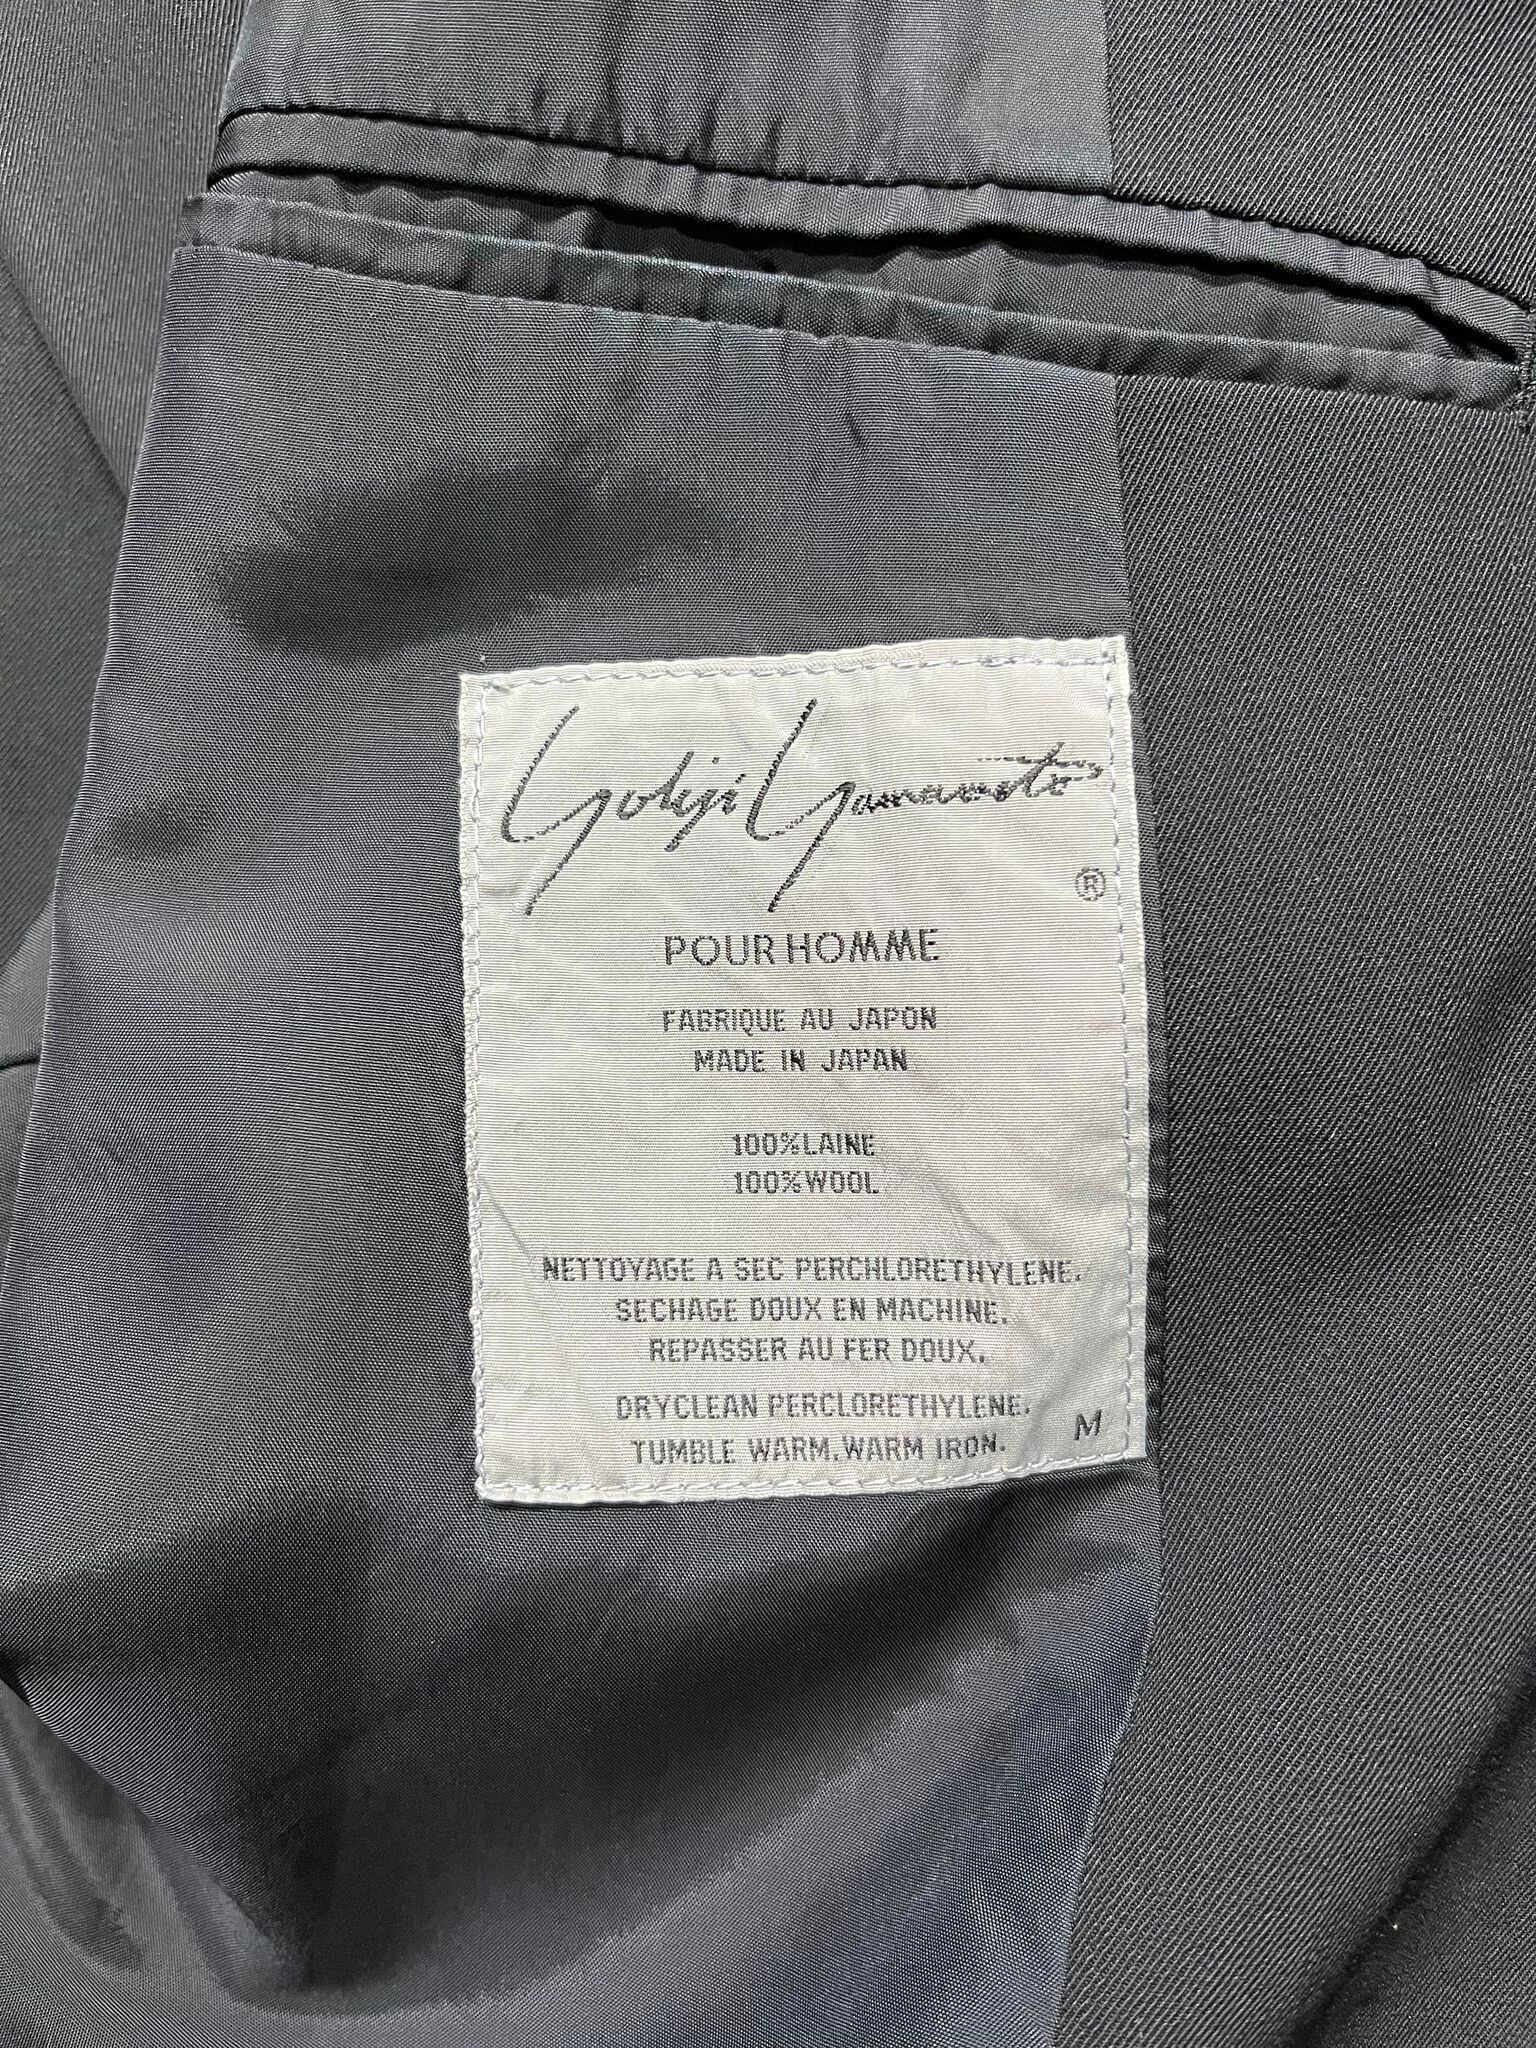 Yohji Yamamoto
®
POUR HOMME
FABRIQUE AU JAPON
MADE IN JAPAN
100%LAINE
100%WOOL
NETTOYAGE A SEC PERCHLORETHYLENE.
SECHAGE DOUX EN MACHINE.
REPASSER AU FER DOUX.
DRYCLEAN PERCLORETHYLENE.
TUMBLE WARM,WARM IRON.
M